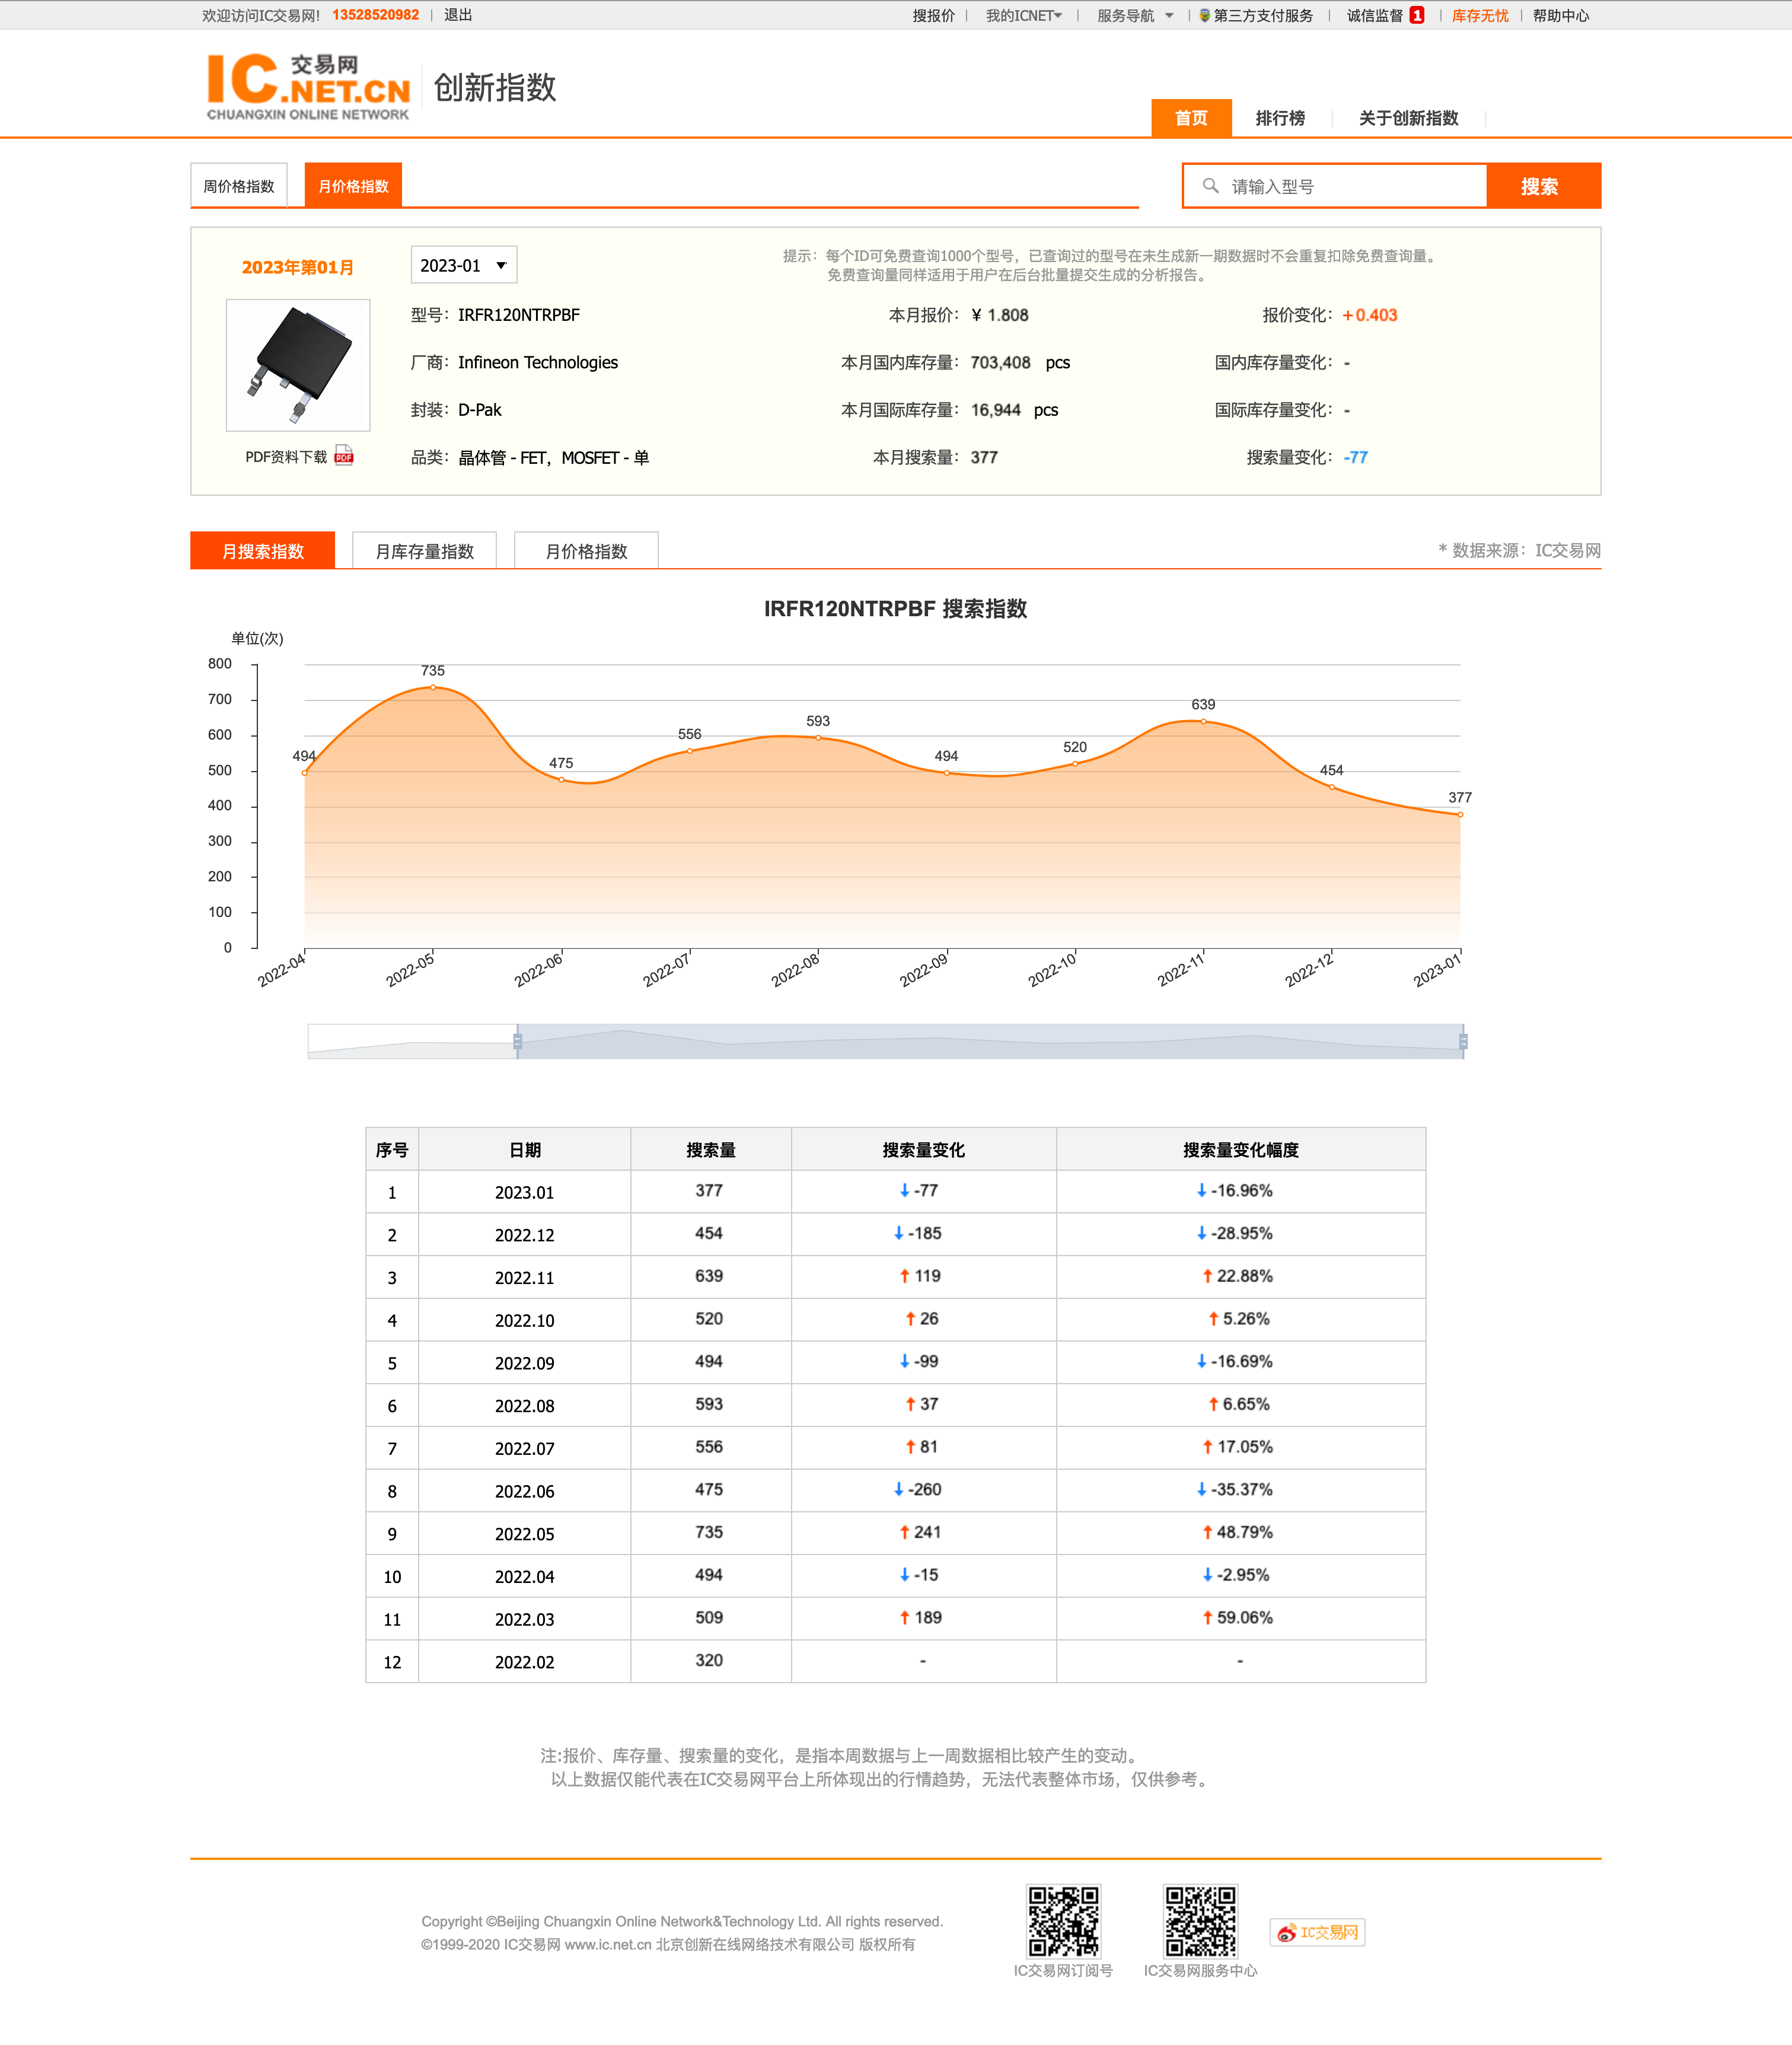 欢迎访问IC交易网! 13528520982 | 退出 搜报价 | 我的ICNET | 服务导航 | 第三方支付服务 | 诚信监督 1 | 库存无忧 | 帮助中心
IC 交易网 .NET.CN
CHUANGXIN ONLINE NETWORK
创新指数
首页 排行榜 关于创新指数
周价格指数 月价格指数 请输入型号 搜索
2023年第01月 2023-01
提示：每个ID可免费查询1000个型号，已查询过的型号在未生成新一期数据时不会重复扣除免费查询量。
免费查询量同样适用于用户在后台批量提交生成的分析报告。
型号：IRFR120NTRPBF 本月报价：¥ 1.808 报价变化：+0.403
厂商：Infineon Technologies 本月国内库存量：703,408 pcs 国内库存量变化：-
封装：D-Pak 本月国际库存量：16,944 pcs 国际库存量变化：-
PDF资料下载 PDF 品类：晶体管 - FET，MOSFET - 单 本月搜索量：377 搜索量变化：-77
月搜索指数 月库存量指数 月价格指数 * 数据来源：IC交易网
IRFR120NTRPBF 搜索指数
单位(次)
800
700
600
500
400
300
200
100
0
494 735 475 556 593 494 520 639 454 377
2022-04 2022-05 2022-06 2022-07 2022-08 2022-09 2022-10 2022-11 2022-12 2023-01
序号 日期 搜索量 搜索量变化 搜索量变化幅度
1 2023.01 377 ↓ -77 ↓ -16.96%
2 2022.12 454 ↓ -185 ↓ -28.95%
3 2022.11 639 ↑ 119 ↑ 22.88%
4 2022.10 520 ↑ 26 ↑ 5.26%
5 2022.09 494 ↓ -99 ↓ -16.69%
6 2022.08 593 ↑ 37 ↑ 6.65%
7 2022.07 556 ↑ 81 ↑ 17.05%
8 2022.06 475 ↓ -260 ↓ -35.37%
9 2022.05 735 ↑ 241 ↑ 48.79%
10 2022.04 494 ↓ -15 ↓ -2.95%
11 2022.03 509 ↑ 189 ↑ 59.06%
12 2022.02 320 - -
注:报价、库存量、搜索量的变化，是指本周数据与上一周数据相比较产生的变动。
以上数据仅能代表在IC交易网平台上所体现出的行情趋势，无法代表整体市场，仅供参考。
Copyright ©Beijing Chuangxin Online Network&Technology Ltd. All rights reserved.
©1999-2020 IC交易网 www.ic.net.cn 北京创新在线网络技术有限公司 版权所有
IC交易网订阅号 IC交易网服务中心 IC交易网